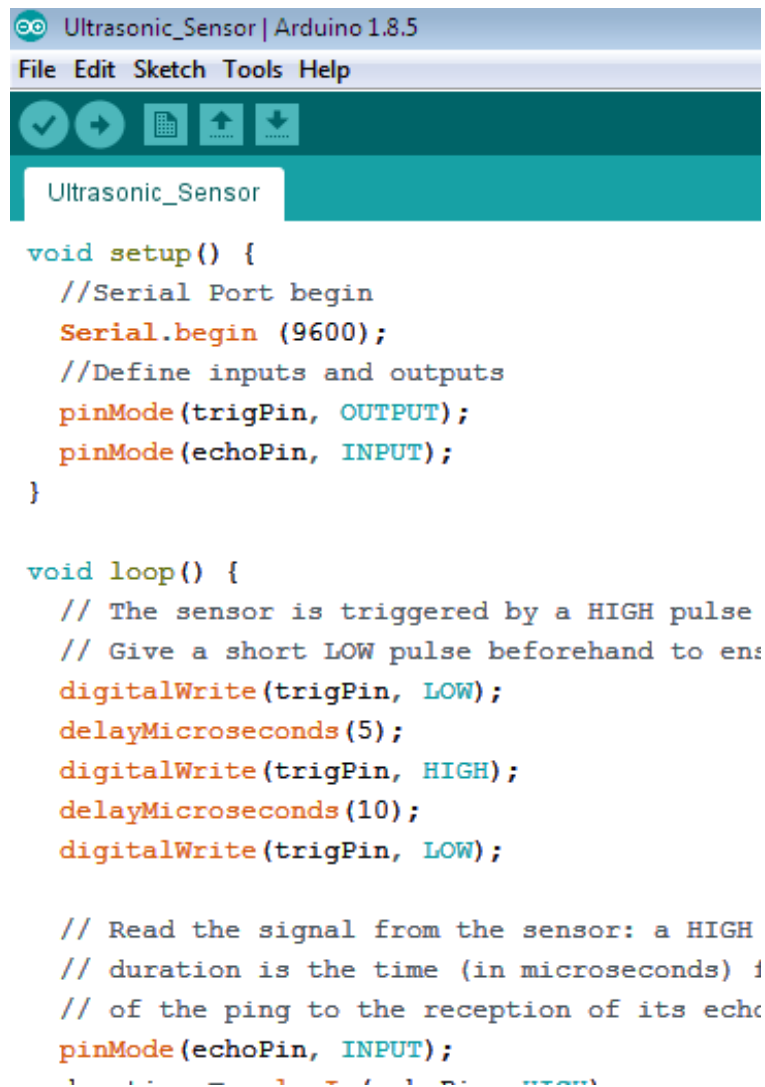 Ultrasonic_Sensor | Arduino 1.8.5
File Edit Sketch Tools Help
Ultrasonic_Sensor
void setup() {
//Serial Port begin
Serial.begin (9600);
//Define inputs and outputs
pinMode(trigPin, OUTPUT);
pinMode(echoPin, INPUT);
}
void loop() {
// The sensor is triggered by a HIGH pulse
// Give a short LOW pulse beforehand to ens
digitalWrite(trigPin, LOW);
delayMicroseconds(5);
digitalWrite(trigPin, HIGH);
delayMicroseconds(10);
digitalWrite(trigPin, LOW);
// Read the signal from the sensor: a HIGH
// duration is the time (in microseconds) f
// of the ping to the reception of its echo
pinMode(echoPin, INPUT);